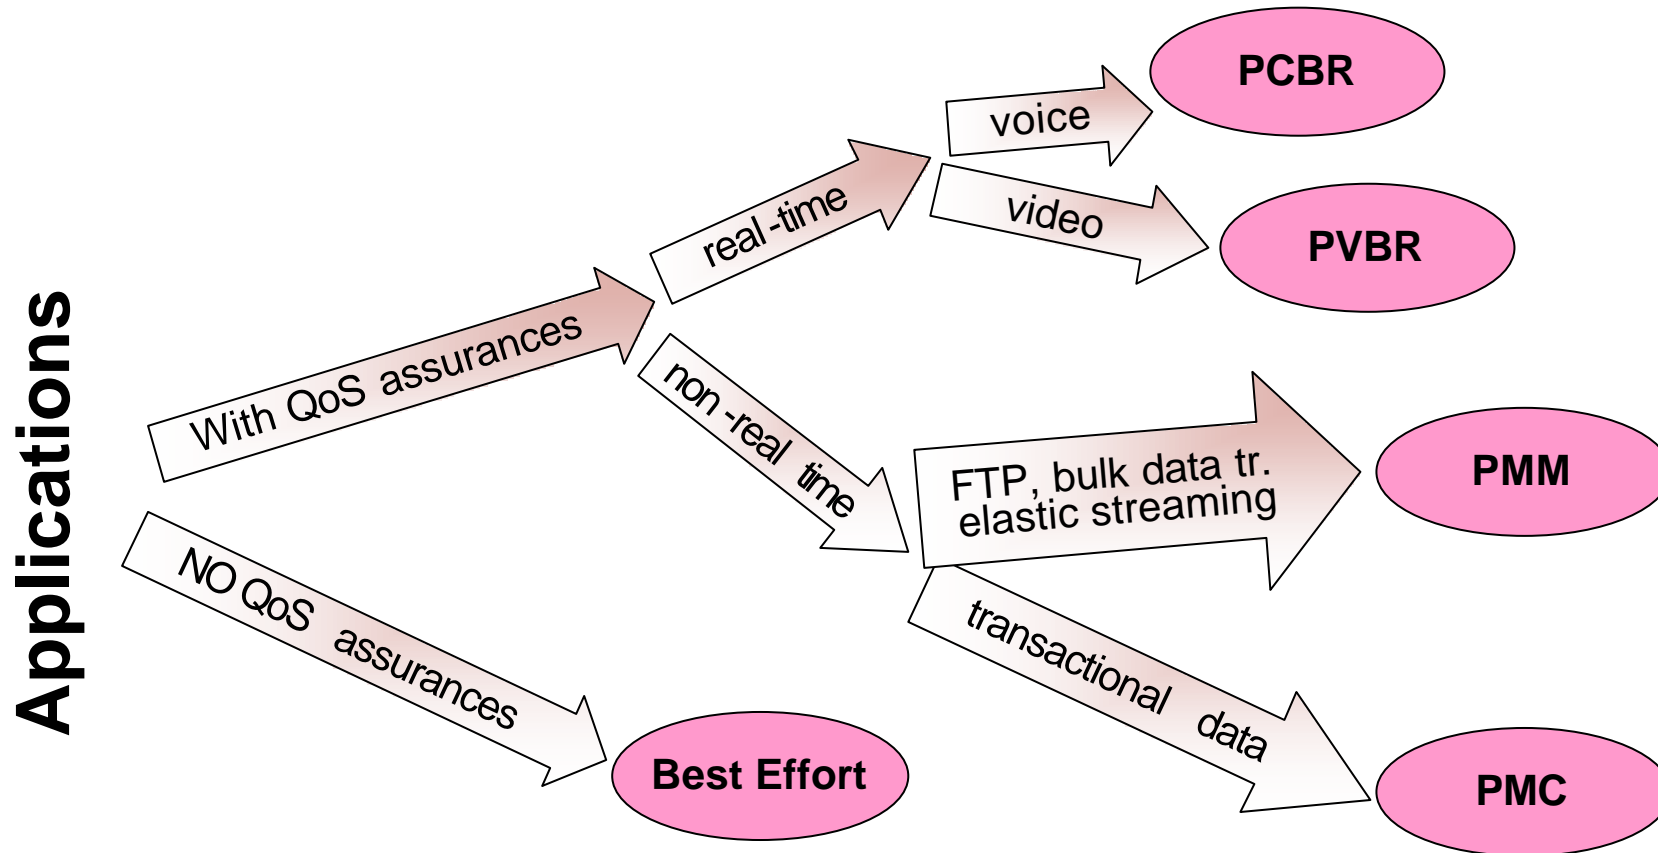 Applications
With QoS assurances
real-time
voice
PCBR
video
PVBR
non-real time
FTP, bulk data tr.
elastic streaming
PMM
transactional data
PMC
NO QoS assurances
Best Effort